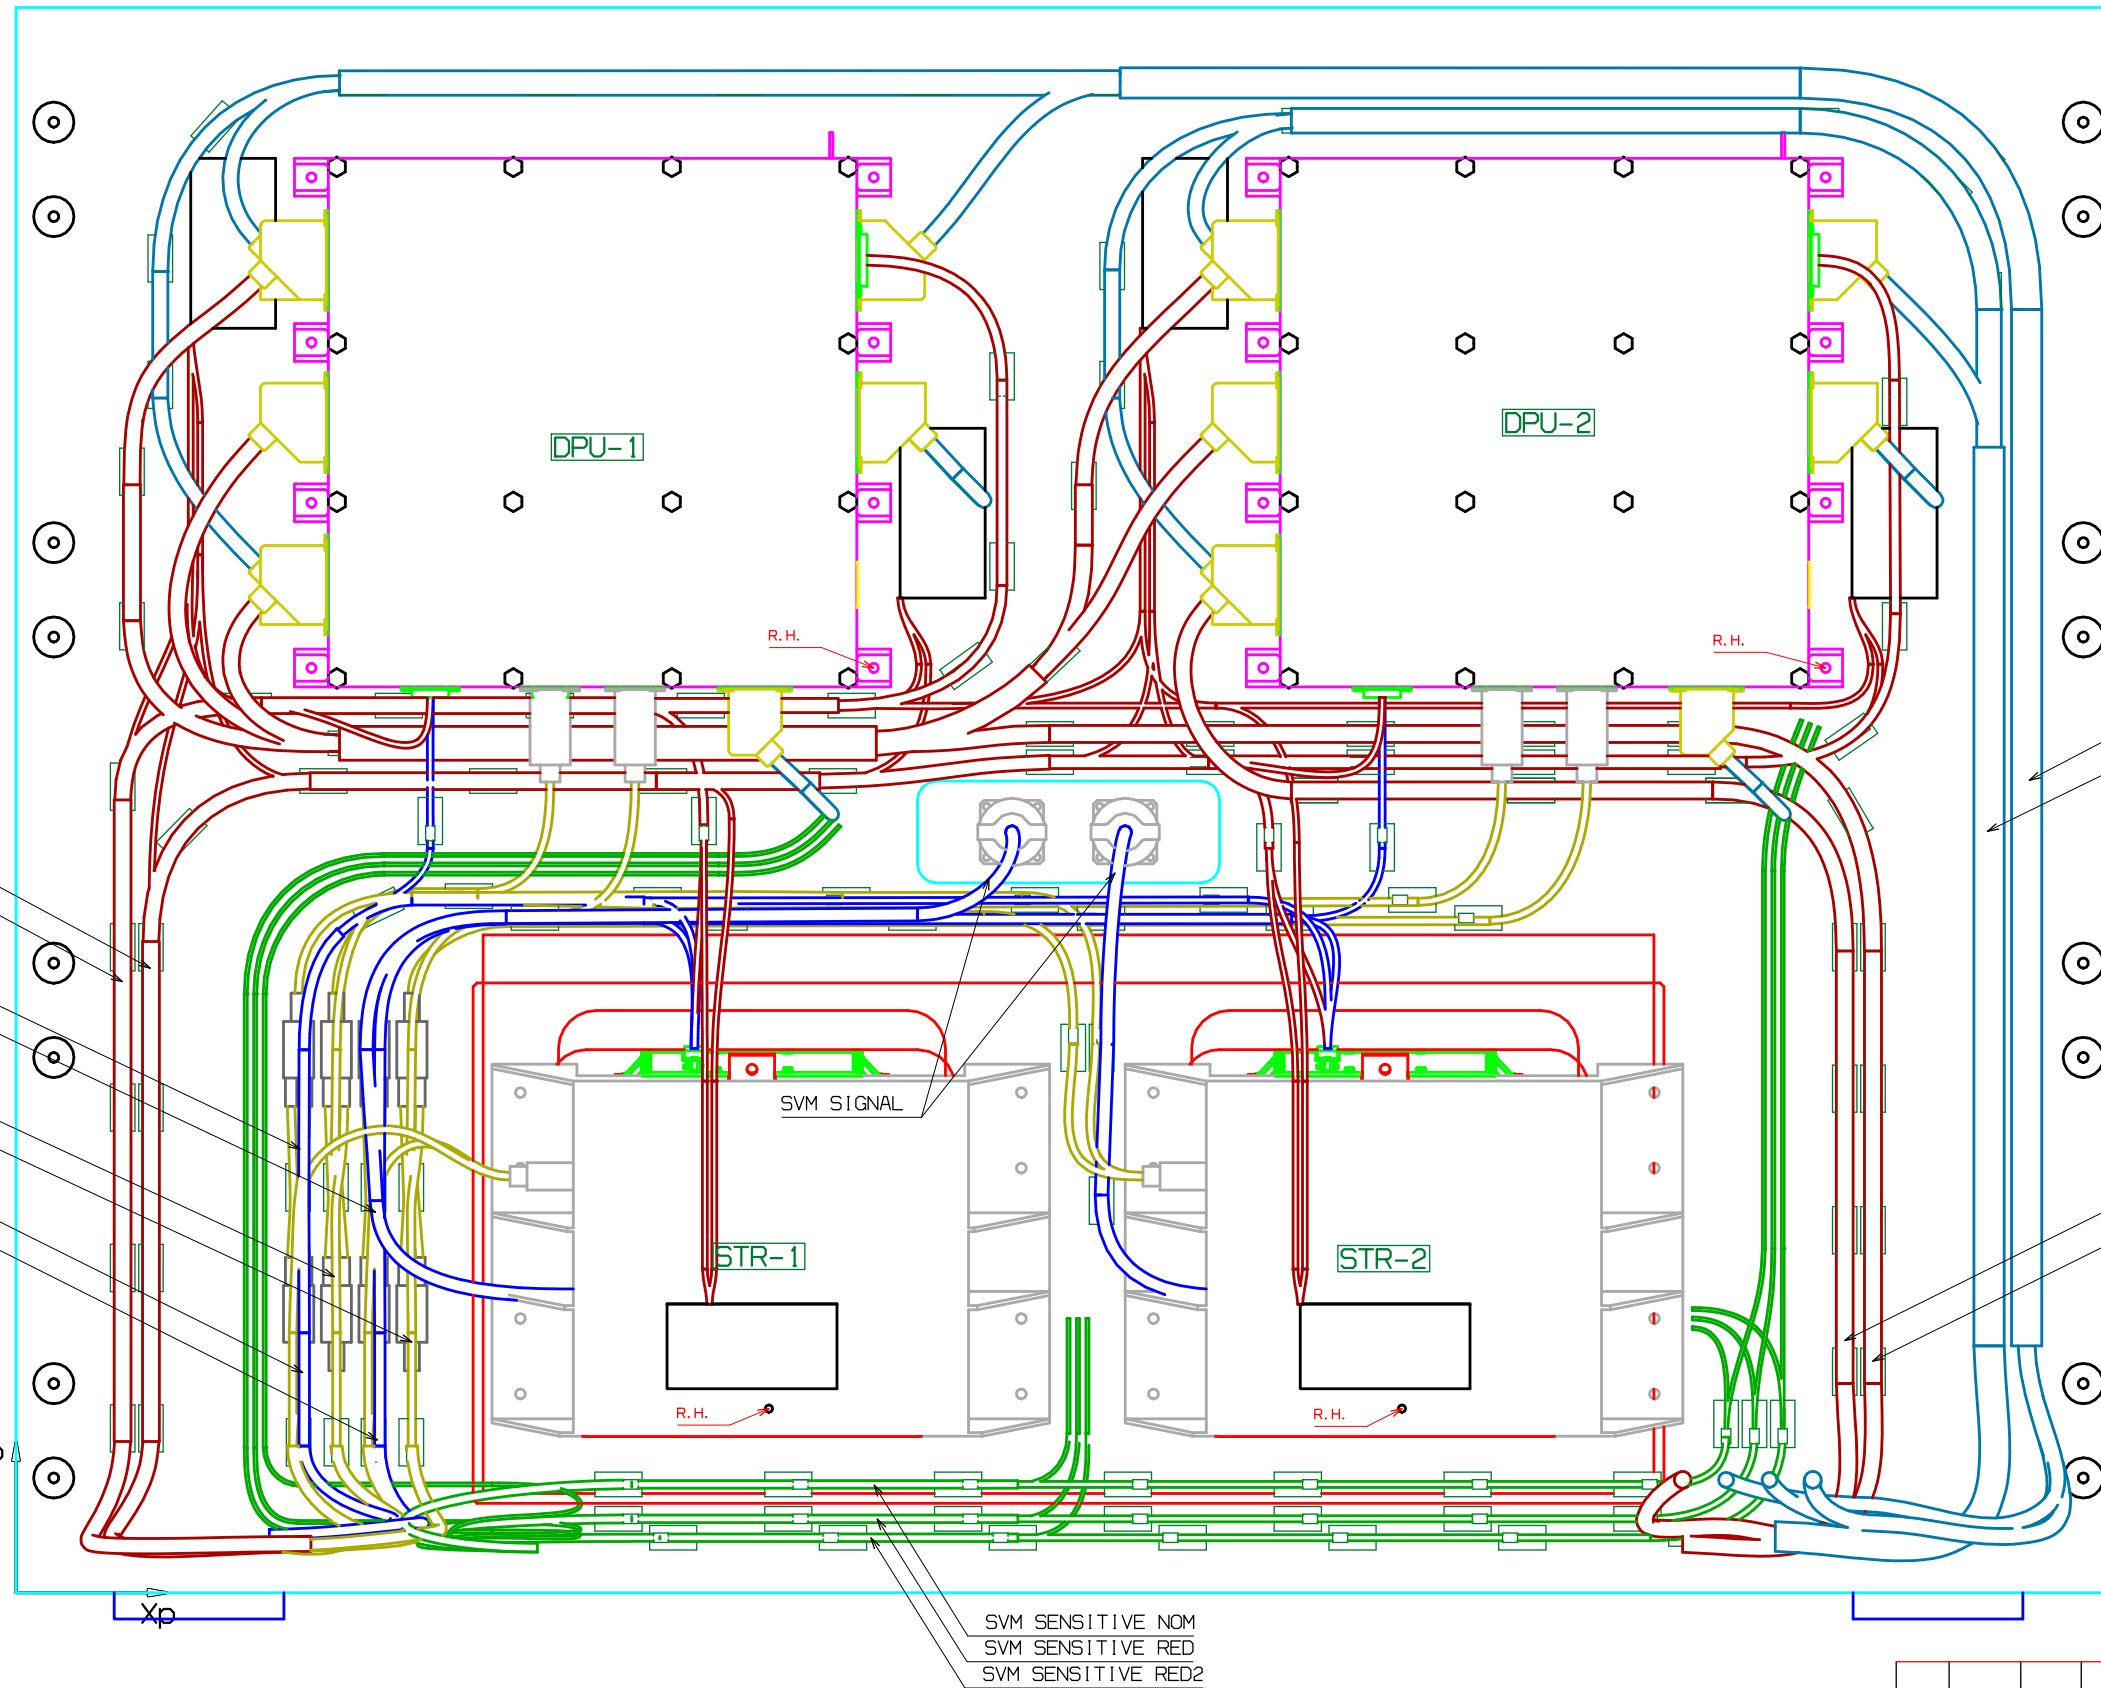 DPU-1
DPU-2
R.H.
R.H.
SVM SIGNAL
STR-1
STR-2
R.H.
R.H.
Xp
SVM SENSITIVE NOM
SVM SENSITIVE RED
SVM SENSITIVE RED2